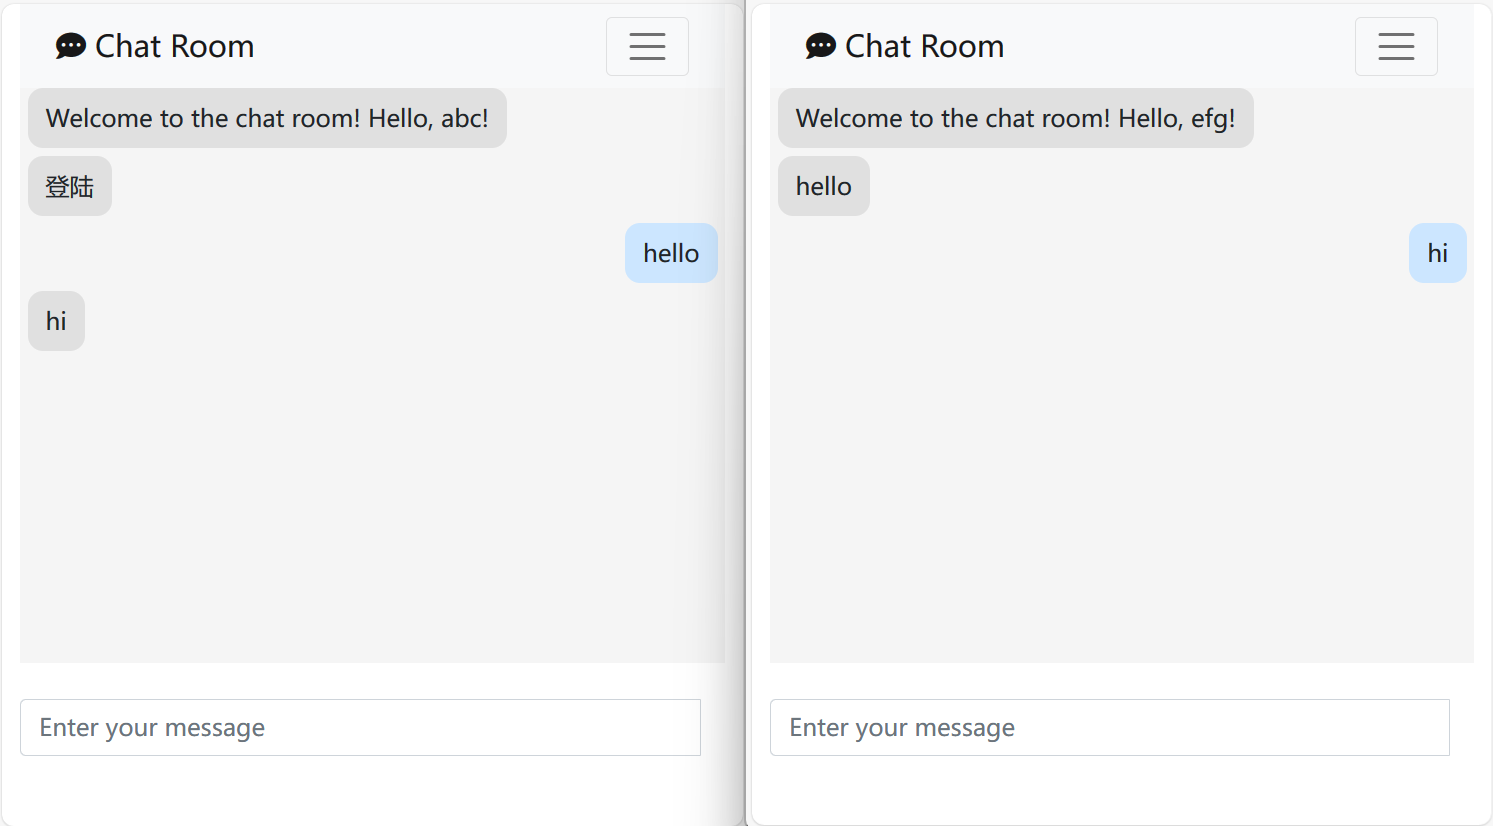 Chat Room
Welcome to the chat room! Hello, abc!
登陆
hello
hi
Enter your message
Chat Room
Welcome to the chat room! Hello, efg!
hello
hi
Enter your message